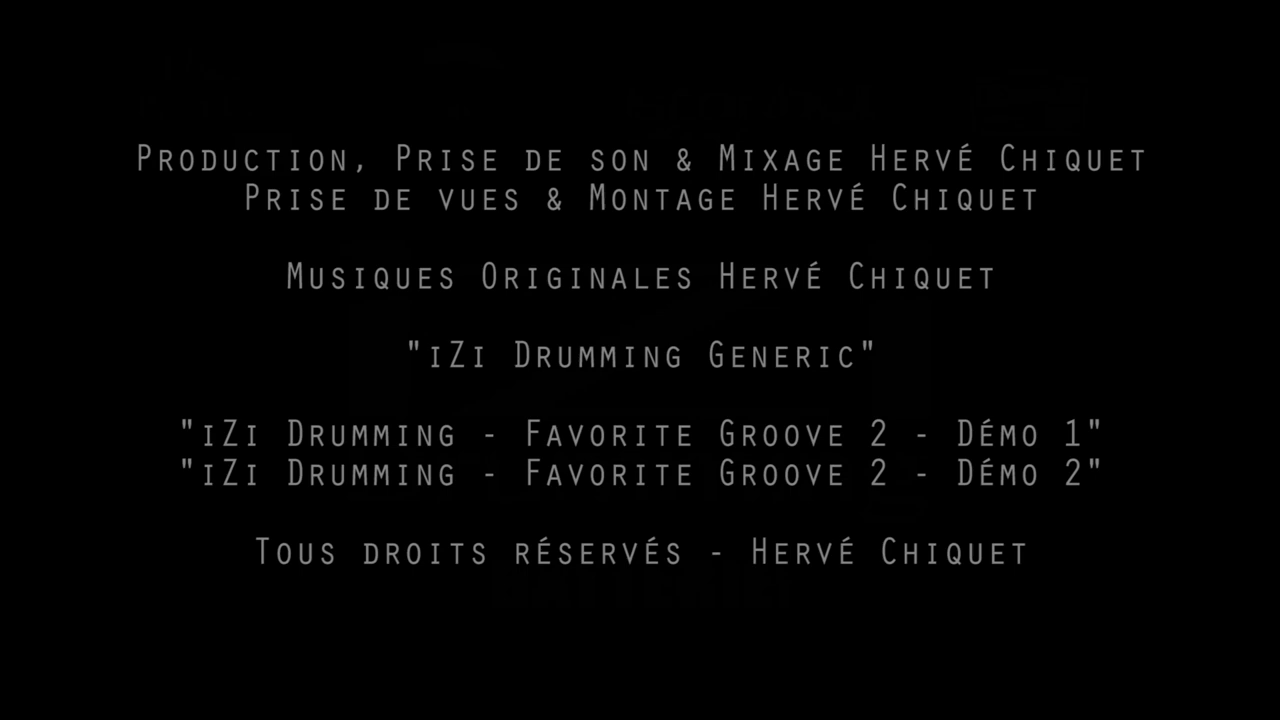 Production, Prise de son & Mixage Hervé Chiquet
Prise de vues & Montage Hervé Chiquet
Musiques Originales Hervé Chiquet
"iZi Drumming Generic"
"iZi Drumming - Favorite Groove 2 - Démo 1"
"iZi Drumming - Favorite Groove 2 - Démo 2"
Tous droits réservés - Hervé Chiquet